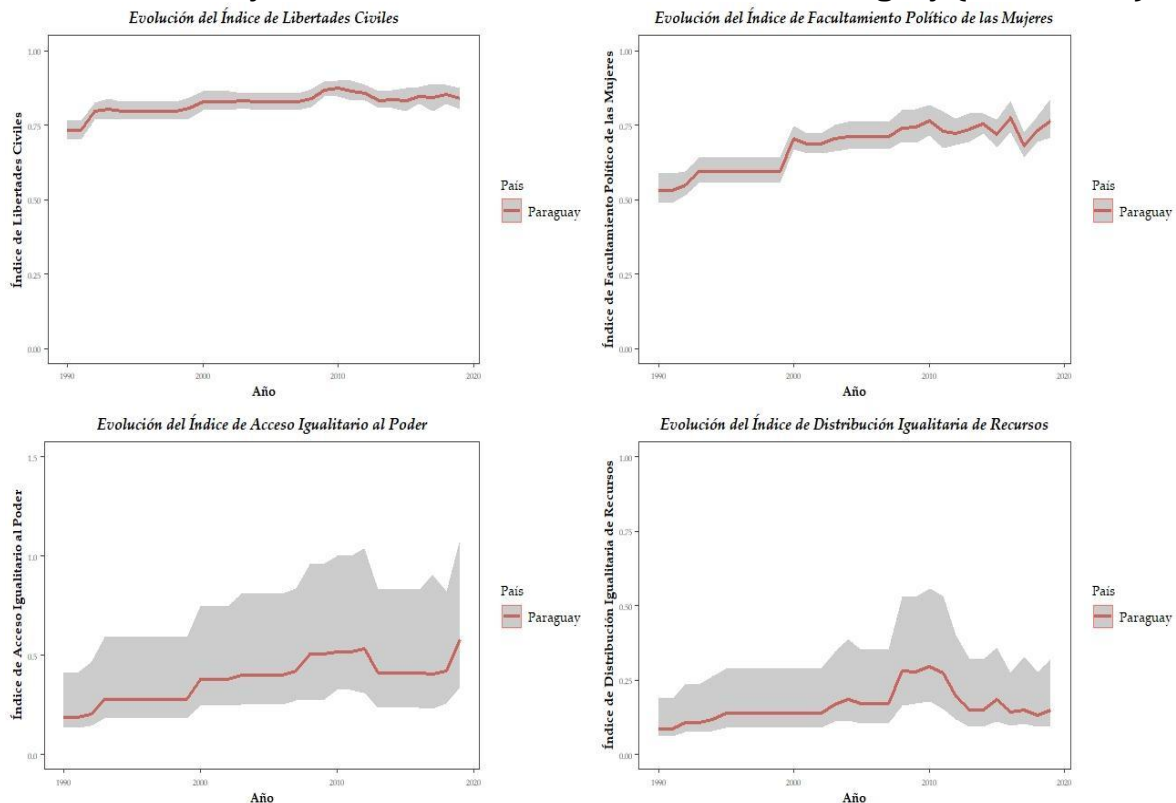 Evolución del Índice de Libertades Civiles
1.00
0.75
0.50
0.25
0.00
Índice de Libertades Civiles
1990
2000
2010
2020
Año
País
Paraguay
Evolución del Índice de Facultamiento Político de las Mujeres
1.00
0.75
0.50
0.25
0.00
Índice de Facultamiento Político de las Mujeres
1990
2000
2010
2020
Año
País
Paraguay
Evolución del Índice de Acceso Igualitario al Poder
1.5
1.0
0.5
0.0
Índice de Acceso Igualitario al Poder
1990
2000
2010
2020
Año
País
Paraguay
Evolución del Índice de Distribución Igualitaria de Recursos
1.00
0.75
0.50
0.25
0.00
Índice de Distribución Igualitaria de Recursos
1990
2000
2010
2020
Año
País
Paraguay